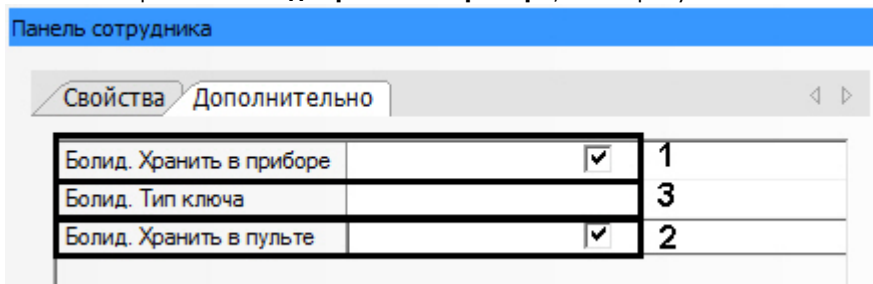 Панель сотрудника
Свойства Дополнительно
Болид. Хранить в приборе 1
Болид. Тип ключа 3
Болид. Хранить в пульте 2